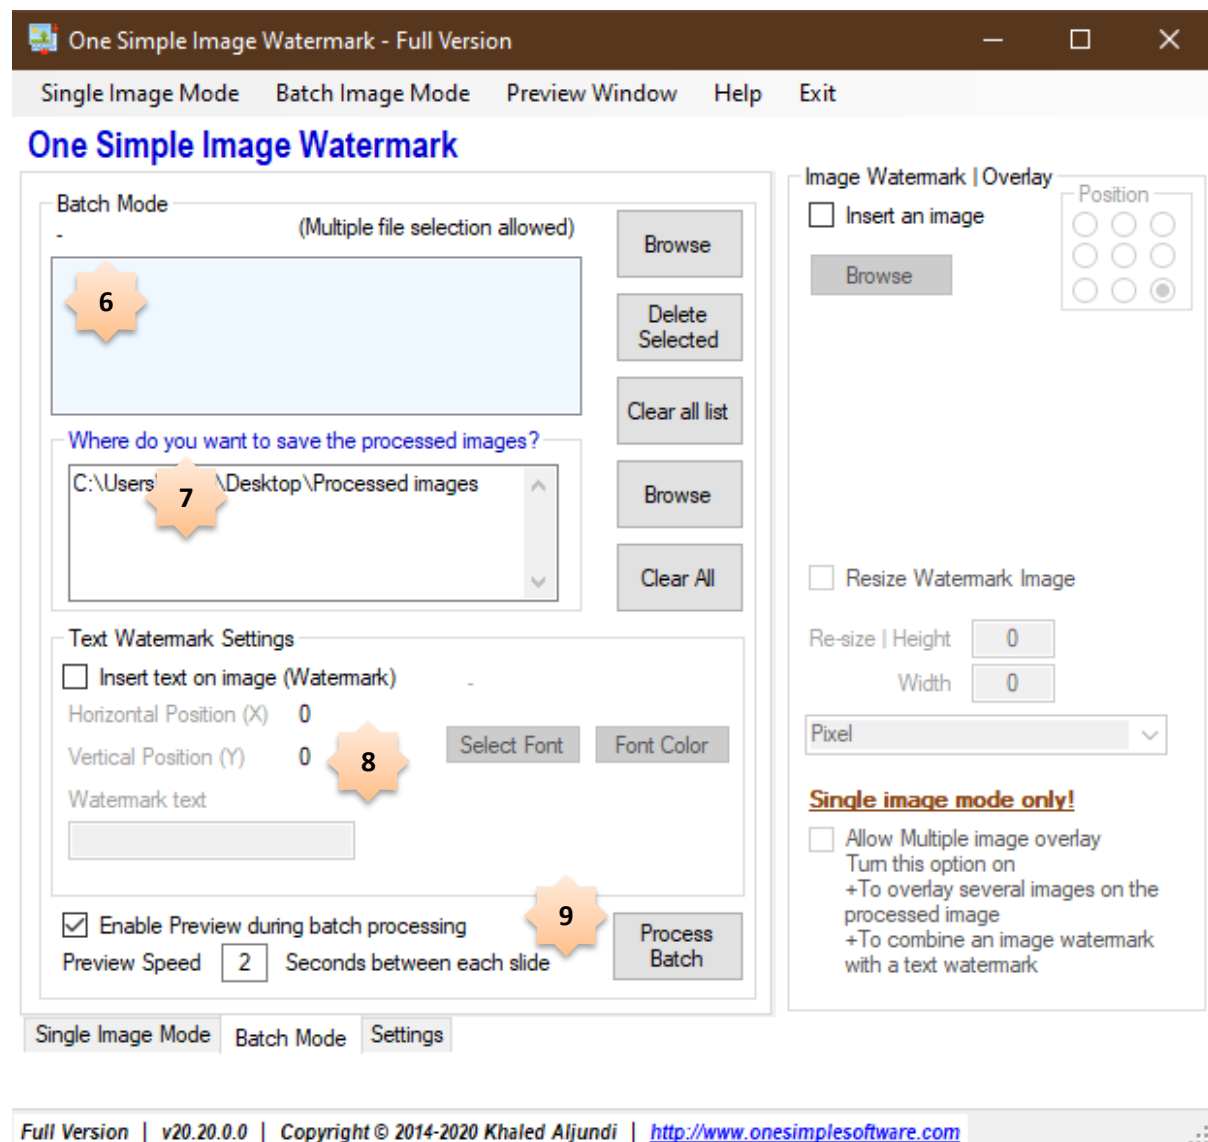 One Simple Image Watermark - Full Versio
Single Image Mode Batch Image Mode Preview Window Help Exit
One Simple Image Watermark
Batch Mode
- (Multiple file selection allowed)
Browse
6
Delete
Selected
Clear all list
Where do you want to save the processed images?
C:\Users \Desktop\Processed images
7
Browse
Clear All
Text Watermark Settings
Insert text on image (Watermark) -
Horizontal Position (X) 0
Vertical Position (Y) 0
8
Select Font Font Color
Watermark text
Enable Preview during batch processing
9
Preview Speed 2 Seconds between each slide
Process
Batch
Single Image Mode Batch Mode Settings
Image Watermark | Overlay
Insert an image
Position
Browse
Resize Watermark Image
Re-size | Height 0
Width 0
Pixel
Single image mode only!
Allow Multiple image overlay
Turn this option on
+To overlay several images on the
processed image
+To combine an image watermark
with a text watermark
Full Version | v20.20.0.0 | Copyright © 2014-2020 Khaled Aljundi | http://www.onesimplesoftware.com